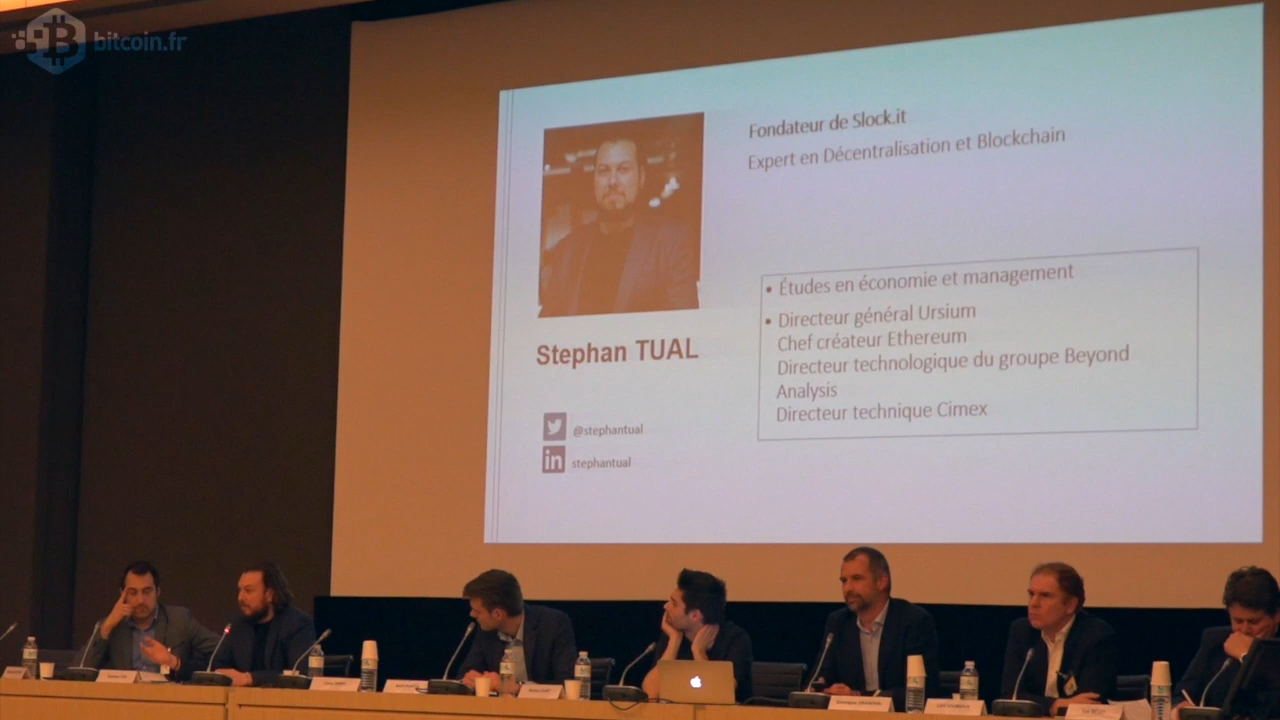 bitcoin.fr
Fondateur de Slock.it
Expert en Décentralisation et Blockchain
Stephan TUAL
@stephantual
in stephantual
• Études en économie et management
• Directeur général Ursium
Chef créateur Ethereum
Directeur technologique du groupe Beyond
Analysis
Directeur technique Cimex